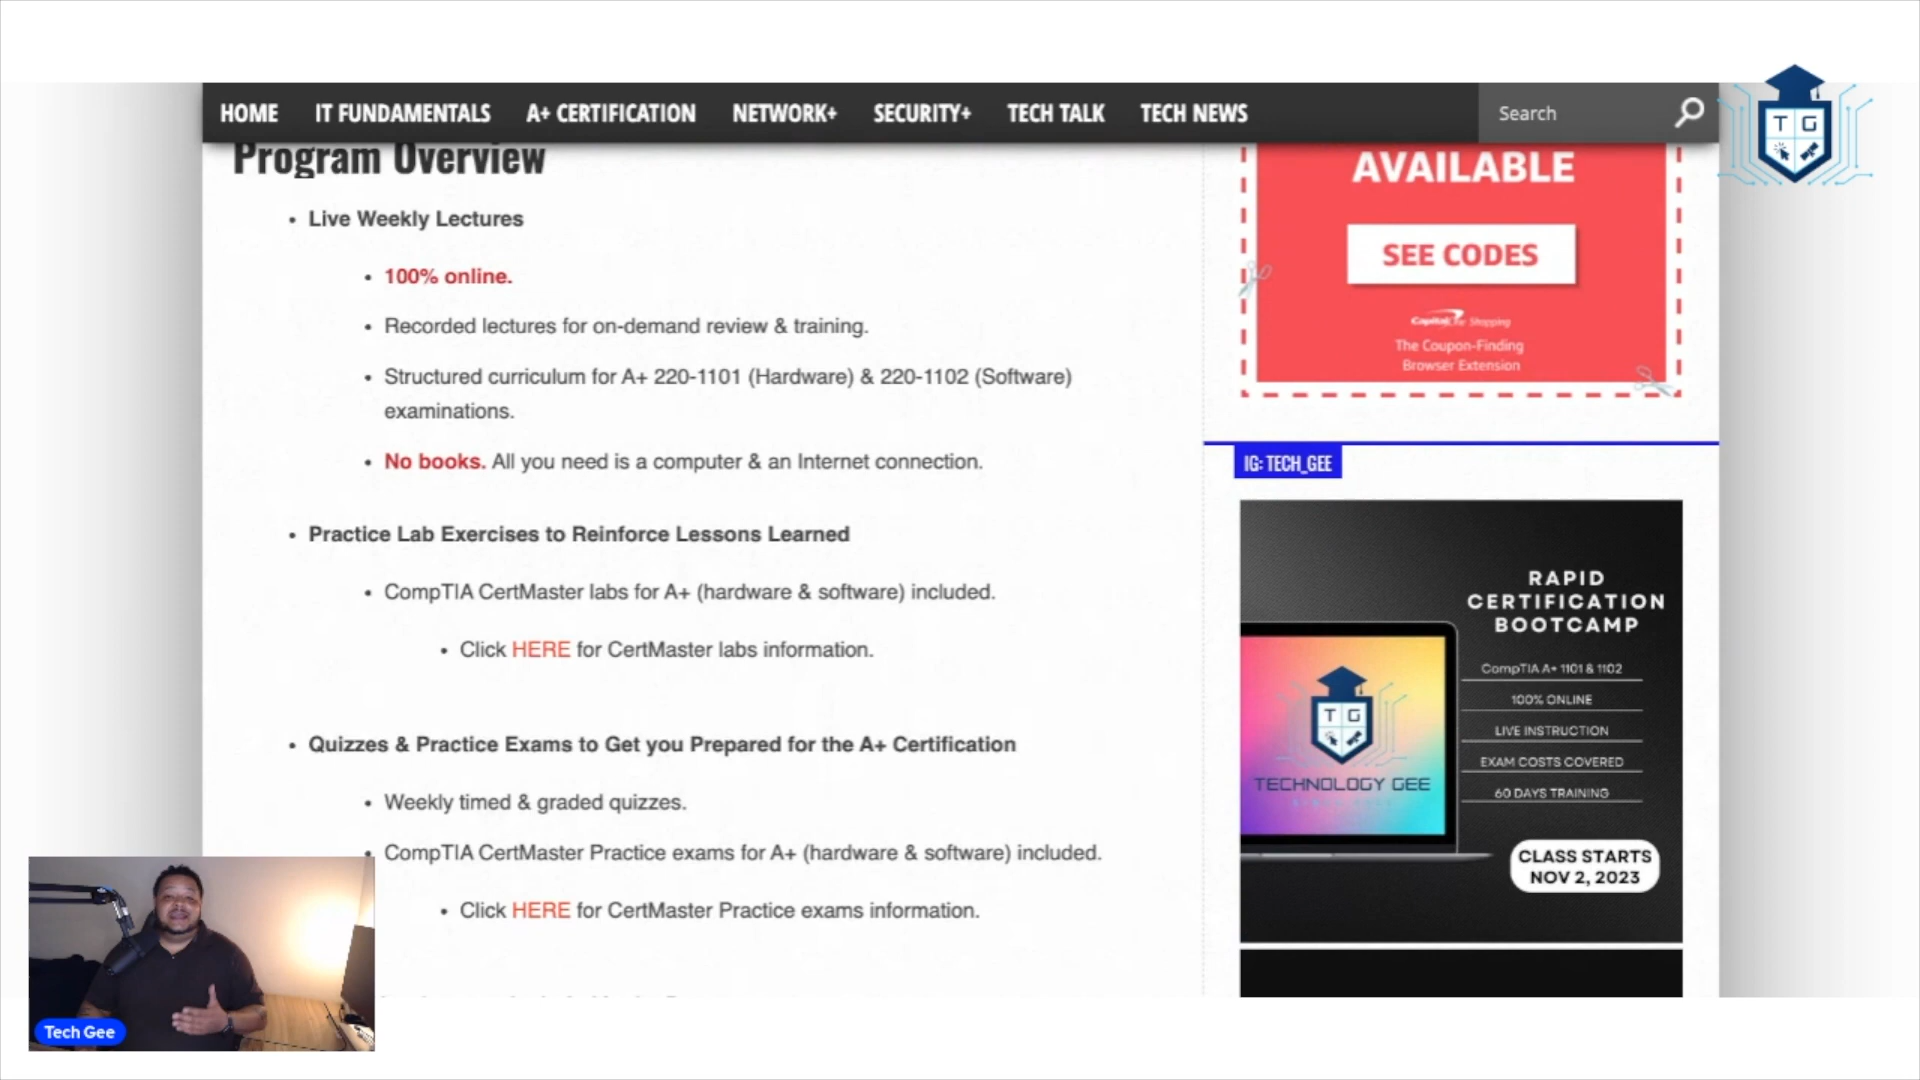 HOME IT FUNDAMENTALS A+ CERTIFICATION NETWORK+ SECURITY+ TECH TALK TECH NEWS Search
T G
Program Overview
Live Weekly Lectures
100% online.
Recorded lectures for on-demand review & training.
Structured curriculum for A+ 220-1101 (Hardware) & 220-1102 (Software)
examinations.
No books. All you need is a computer & an Internet connection.
Practice Lab Exercises to Reinforce Lessons Learned
CompTIA CertMaster labs for A+ (hardware & software) included.
Click HERE for CertMaster labs information.
Quizzes & Practice Exams to Get you Prepared for the A+ Certification
Weekly timed & graded quizzes.
CompTIA CertMaster Practice exams for A+ (hardware & software) included.
Click HERE for CertMaster Practice exams information.
AVAILABLE
SEE CODES
Capital One Shopping
The Coupon-Finding
Browser Extension
IG: TECH_GEE
RAPID
CERTIFICATION
BOOTCAMP
CompTIA A+ 1101 & 1102
100% ONLINE
LIVE INSTRUCTION
EXAM COSTS COVERED
60 DAYS TRAINING
T G
TECHNOLOGY GEE
CLASS STARTS
NOV 2, 2023
Tech Gee